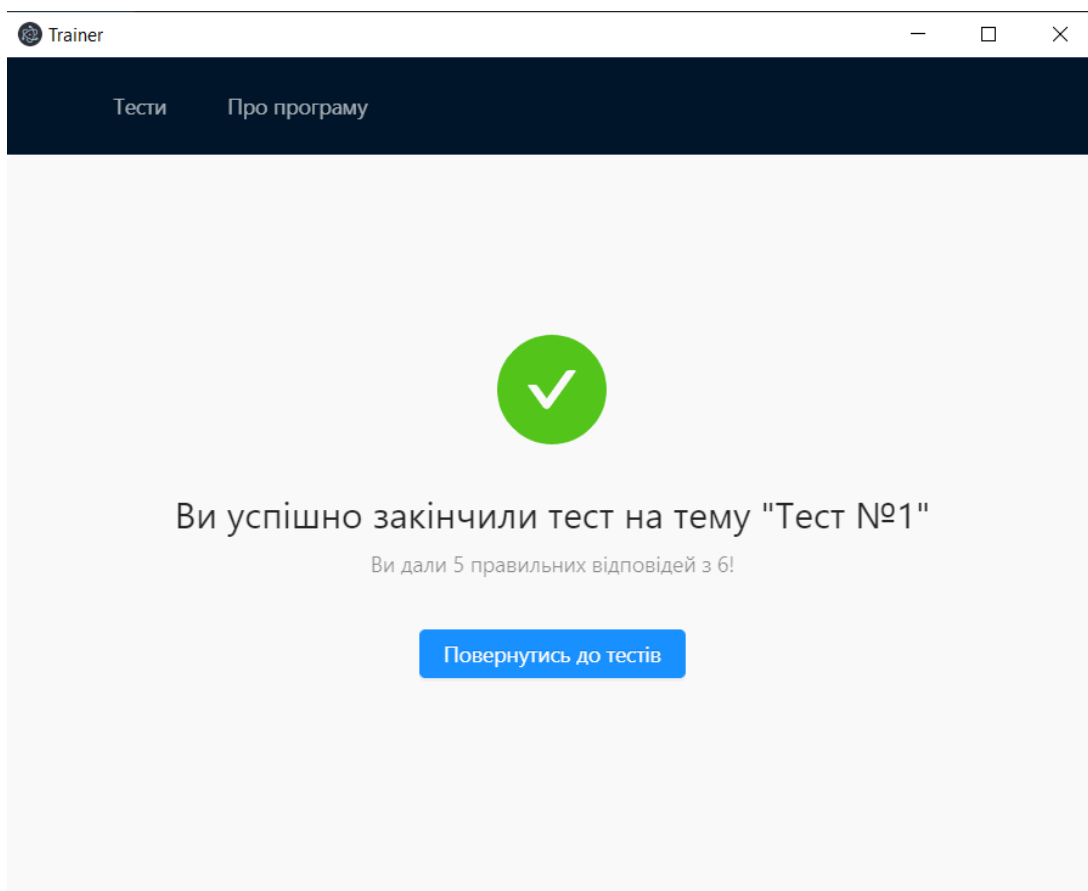 Trainer
Тести Про програму
Ви успішно закінчили тест на тему "Тест №1"
Ви дали 5 правильних відповідей з 6!
Повернутись до тестів